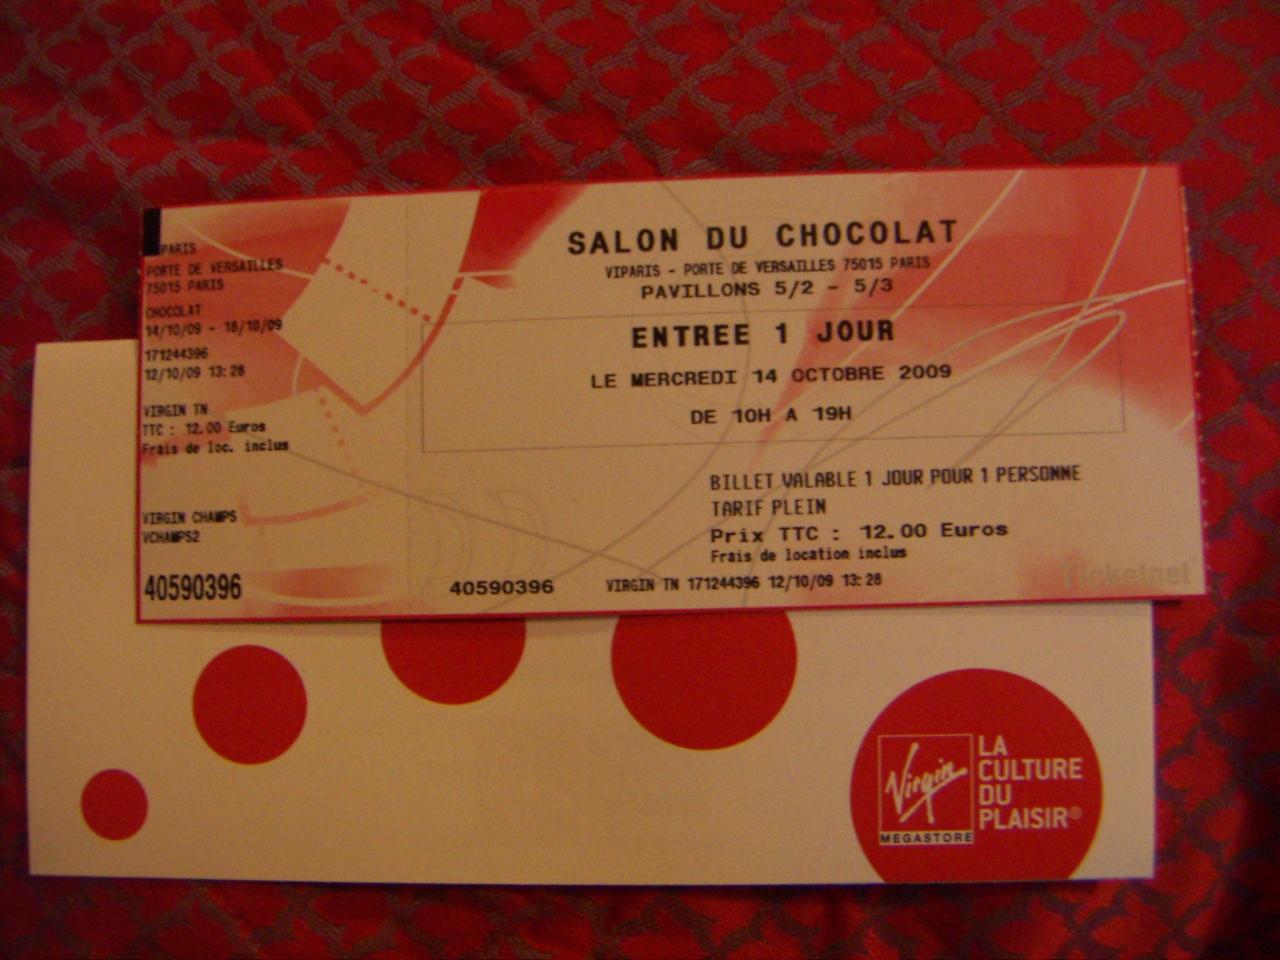 PARIS
PORTE DE VERSAILLES
75015 PARIS
CHOCOLAT
14/10/09 - 18/10/09
171244396
12/10/09 13:28
VIRGIN TN
TTC : 12.00 Euros
Frais de loc. inclus
VIRGIN CHAMPS
VCHAMPS2
40590396
SALON DU CHOCOLAT
VIPARIS - PORTE DE VERSAILLES 75015 PARIS
PAVILLONS 5/2 - 5/3
ENTREE 1 JOUR
LE MERCREDI 14 OCTOBRE 2009
DE 10H A 19H
BILLET VALABLE 1 JOUR POUR 1 PERSONNE
TARIF PLEIN
Prix TTC : 12.00 Euros
Frais de location inclus
40590396 VIRGIN TN 171244396 12/10/09 13:28
Ticketnet
Virgin
MEGASTORE
LA
CULTURE
DU
PLAISIR®